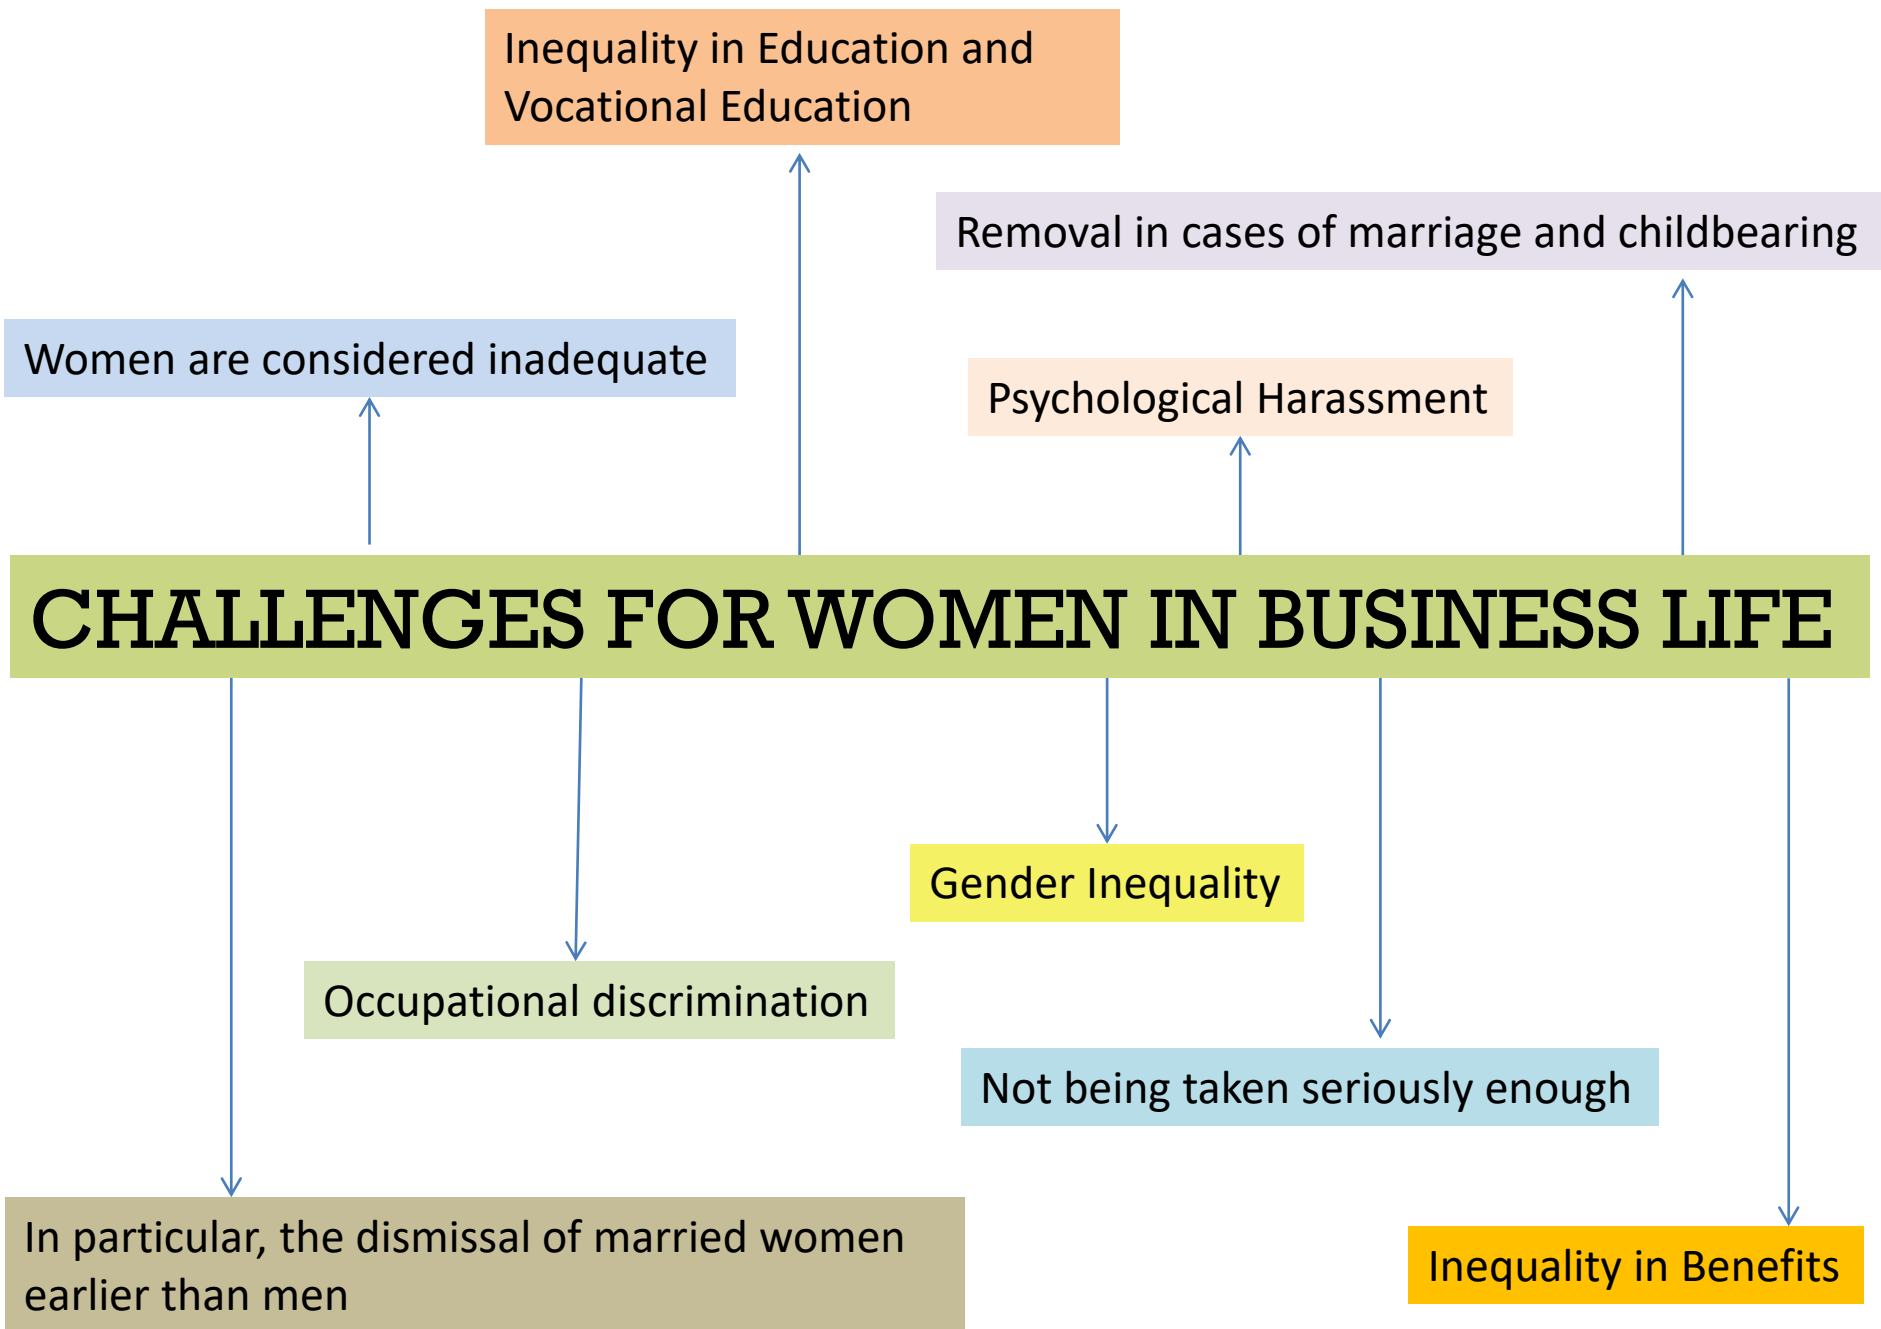 Inequality in Education and
Vocational Education
Removal in cases of marriage and childbearing
Women are considered inadequate
Psychological Harassment
CHALLENGES FOR WOMEN IN BUSINESS LIFE
Gender Inequality
Occupational discrimination
Not being taken seriously enough
In particular, the dismissal of married women
earlier than men
Inequality in Benefits